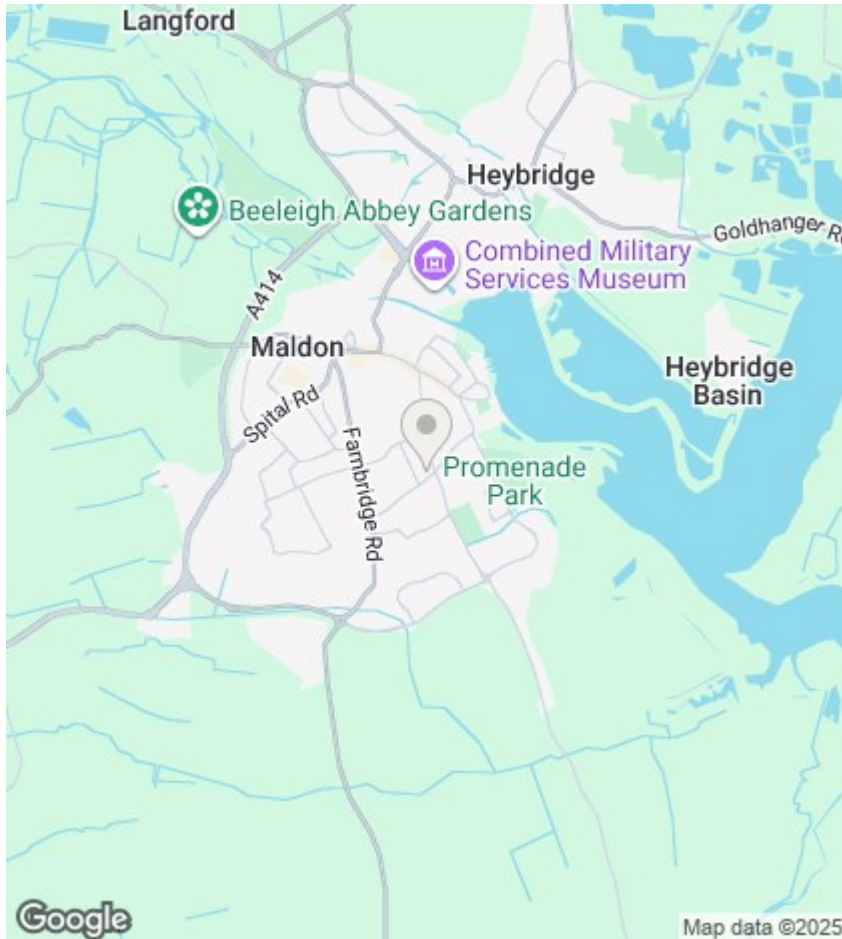 Langford
Heybridge
Beeleigh Abbey Gardens
Goldhanger Rd
Combined Military
Services Museum
A414
Maldon
Heybridge
Basin
Spital Rd
Fambridge Rd
Promenade
Park
Google
Map data ©2025